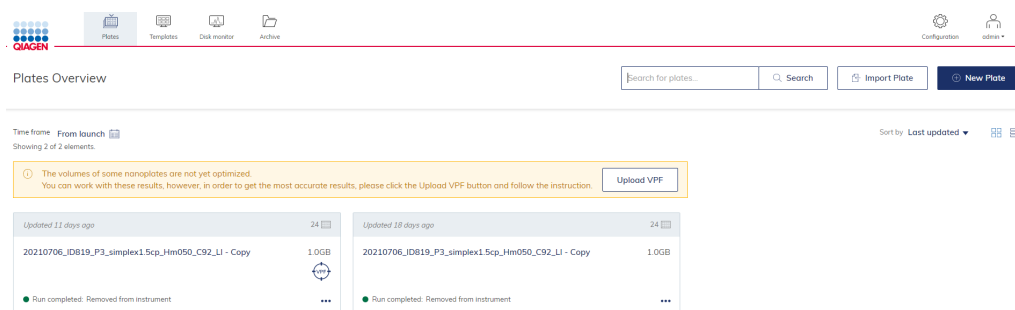 QIAGEN
Plates
Templates
Disk monitor
Archive
Configuration
admin
Plates Overview
Search for plates...
Search
Import Plate
New Plate
Time frame From launch
Sort by Last updated
Showing 2 of 2 elements.
The volumes of some nanoplates are not yet optimized.
You can work with these results, however, in order to get the most accurate results, please click the Upload VPF button and follow the instruction.
Upload VPF
Updated 11 days ago 24
20210706_ID819_P3_simplex1.5cp_Hm050_C92_LI - Copy 1.0GB
VPF
Run completed: Removed from instrument
Updated 18 days ago 24
20210706_ID819_P3_simplex1.5cp_Hm050_C92_LI - Copy 1.0GB
Run completed: Removed from instrument